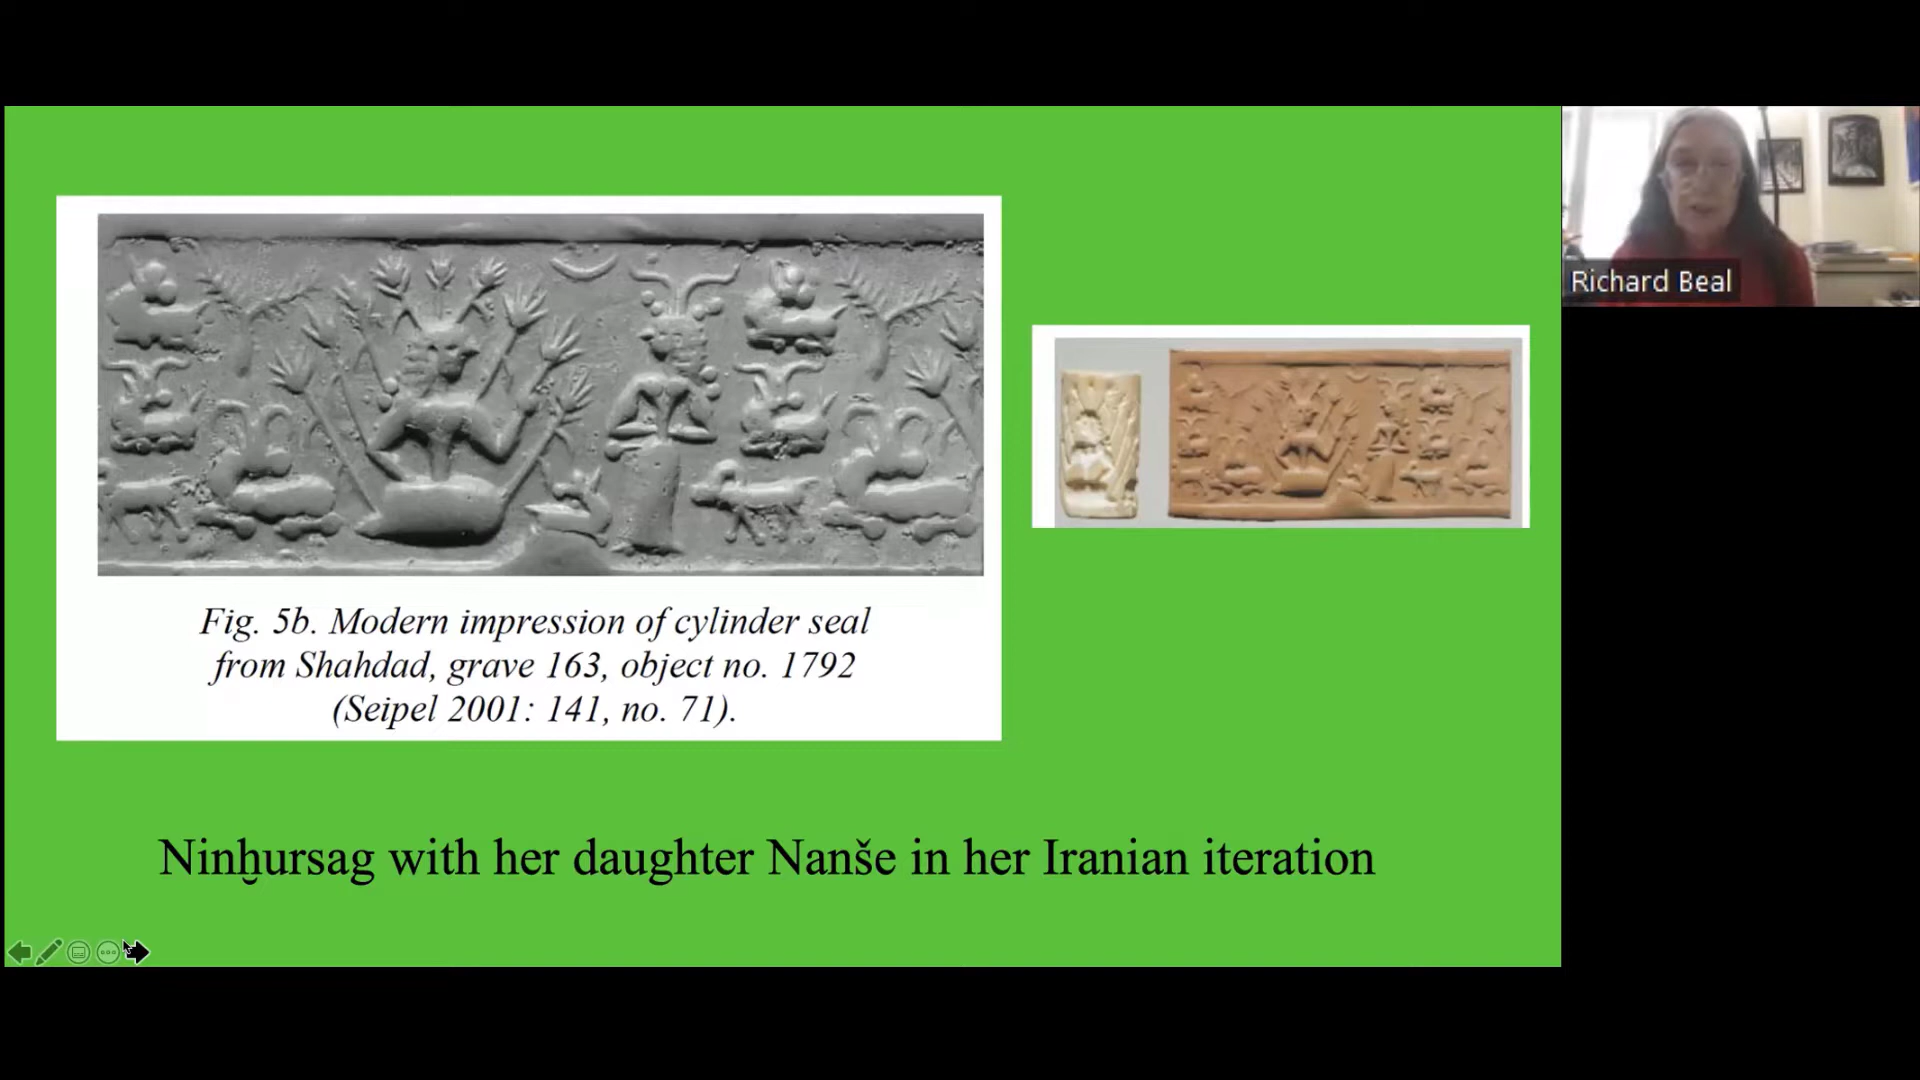 Fig. 5b. Modern impression of cylinder seal
from Shahdad, grave 163, object no. 1792
(Seipel 2001: 141, no. 71).
Ninḫursag with her daughter Nanše in her Iranian iteration
Richard Beal